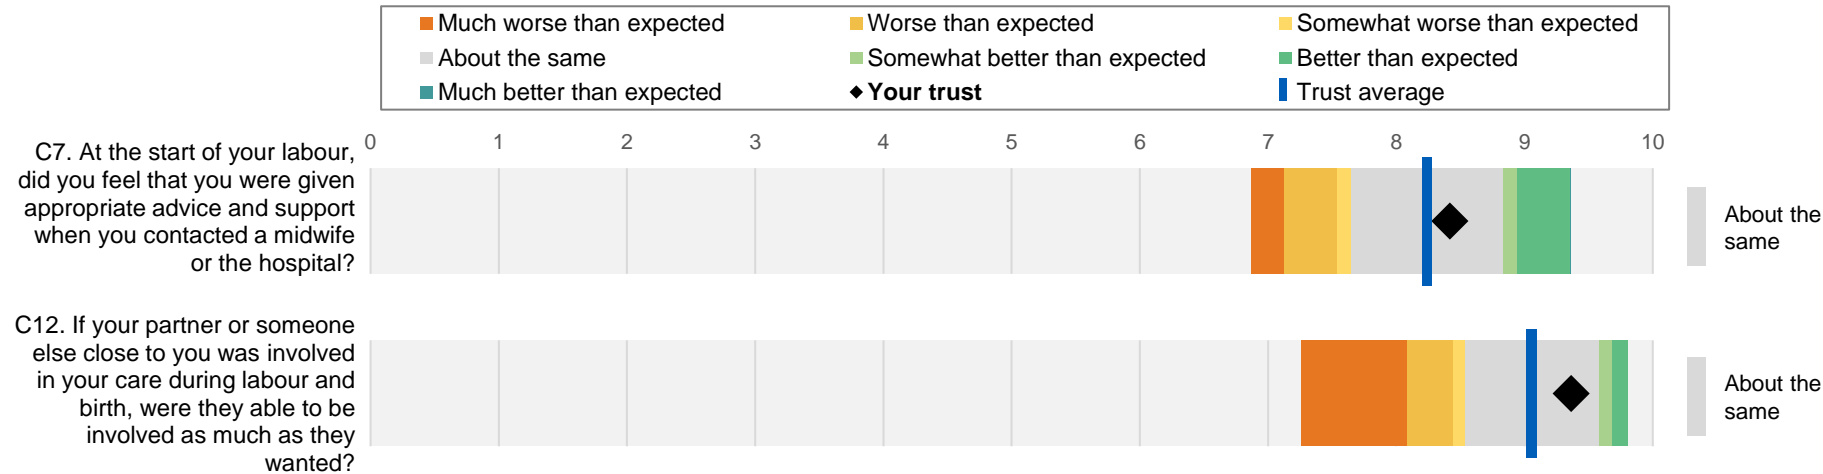 Much worse than expected
Worse than expected
Somewhat worse than expected
About the same
Somewhat better than expected
Better than expected
Much better than expected
Your trust
Trust average
0 1 2 3 4 5 6 7 8 9 10
C7. At the start of your labour,
did you feel that you were given
appropriate advice and support
when you contacted a midwife
or the hospital?
About the
same
C12. If your partner or someone
else close to you was involved
in your care during labour and
birth, were they able to be
involved as much as they
wanted?
About the
same